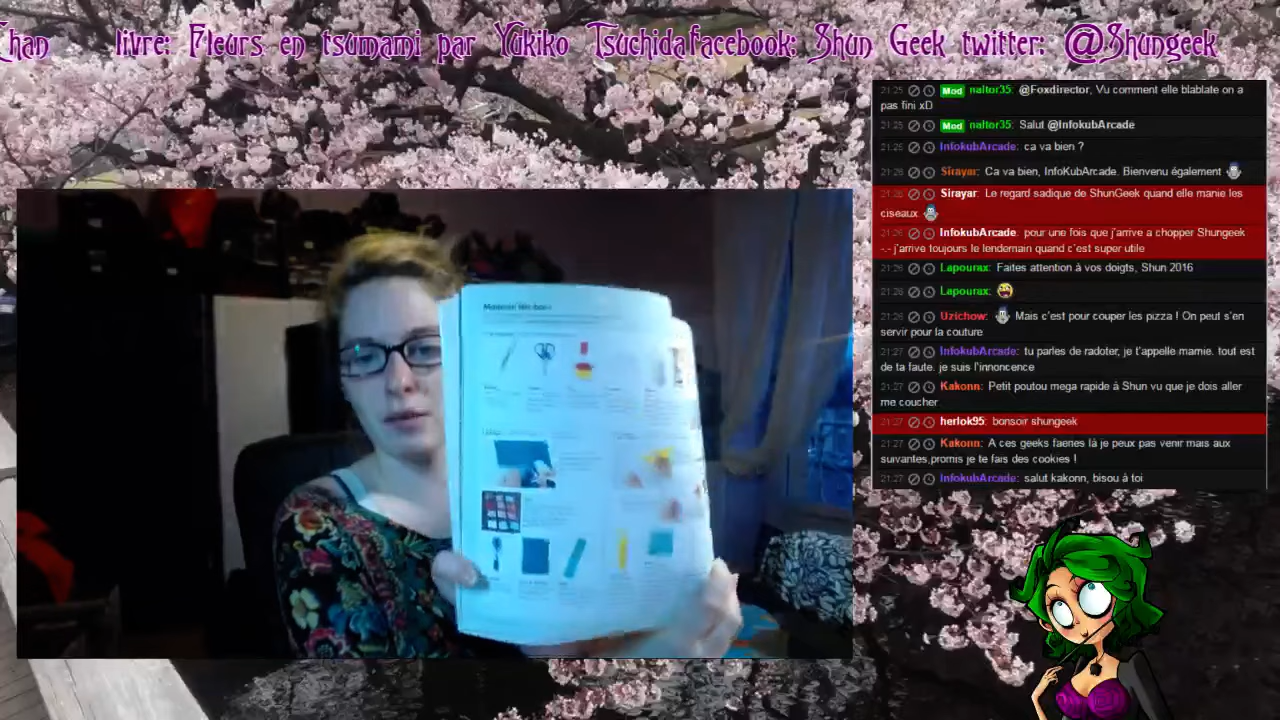 Chan livre: Fleurs en tsumami par Yukiko Tsuchida facebook: Shun Geek twitter: @Shungeek
21:25 Mod naltor35: @Foxdirector, Vu comment elle blablate on a
pas fini xD
21:25 Mod naltor35: Salut @InfokubArcade
21:25 InfokubArcade: ca va bien ?
21:26 Sirayar: Ca va bien, InfoKubArcade. Bienvenu également
21:26 Sirayar: Le regard sadique de ShunGeek quand elle manie les
ciseaux
21:26 InfokubArcade: pour une fois que j'arrive a chopper Shungeek
-.- j'arrive toujours le lendemain quand c'est super utile
21:26 Lapourax: Faites attention à vos doigts, Shun 2016
21:26 Lapourax:
21:26 Uzichow: Mais c'est pour couper les pizza ! On peut s'en
servir pour la couture
21:27 InfokubArcade: tu parles de radoter, je t'appelle mamie. tout est
de ta faute. je suis l'innoncence
21:27 Kakonn: Petit poutou mega rapide à Shun vu que je dois aller
me coucher
21:27 herlok95: bonsoir shungeek
21:27 Kakonn: A ces geeks faeries là je peux pas venir mais aux
suivantes,promis je te fais des cookies !
21:27 InfokubArcade: salut kakonn, bisou à toi